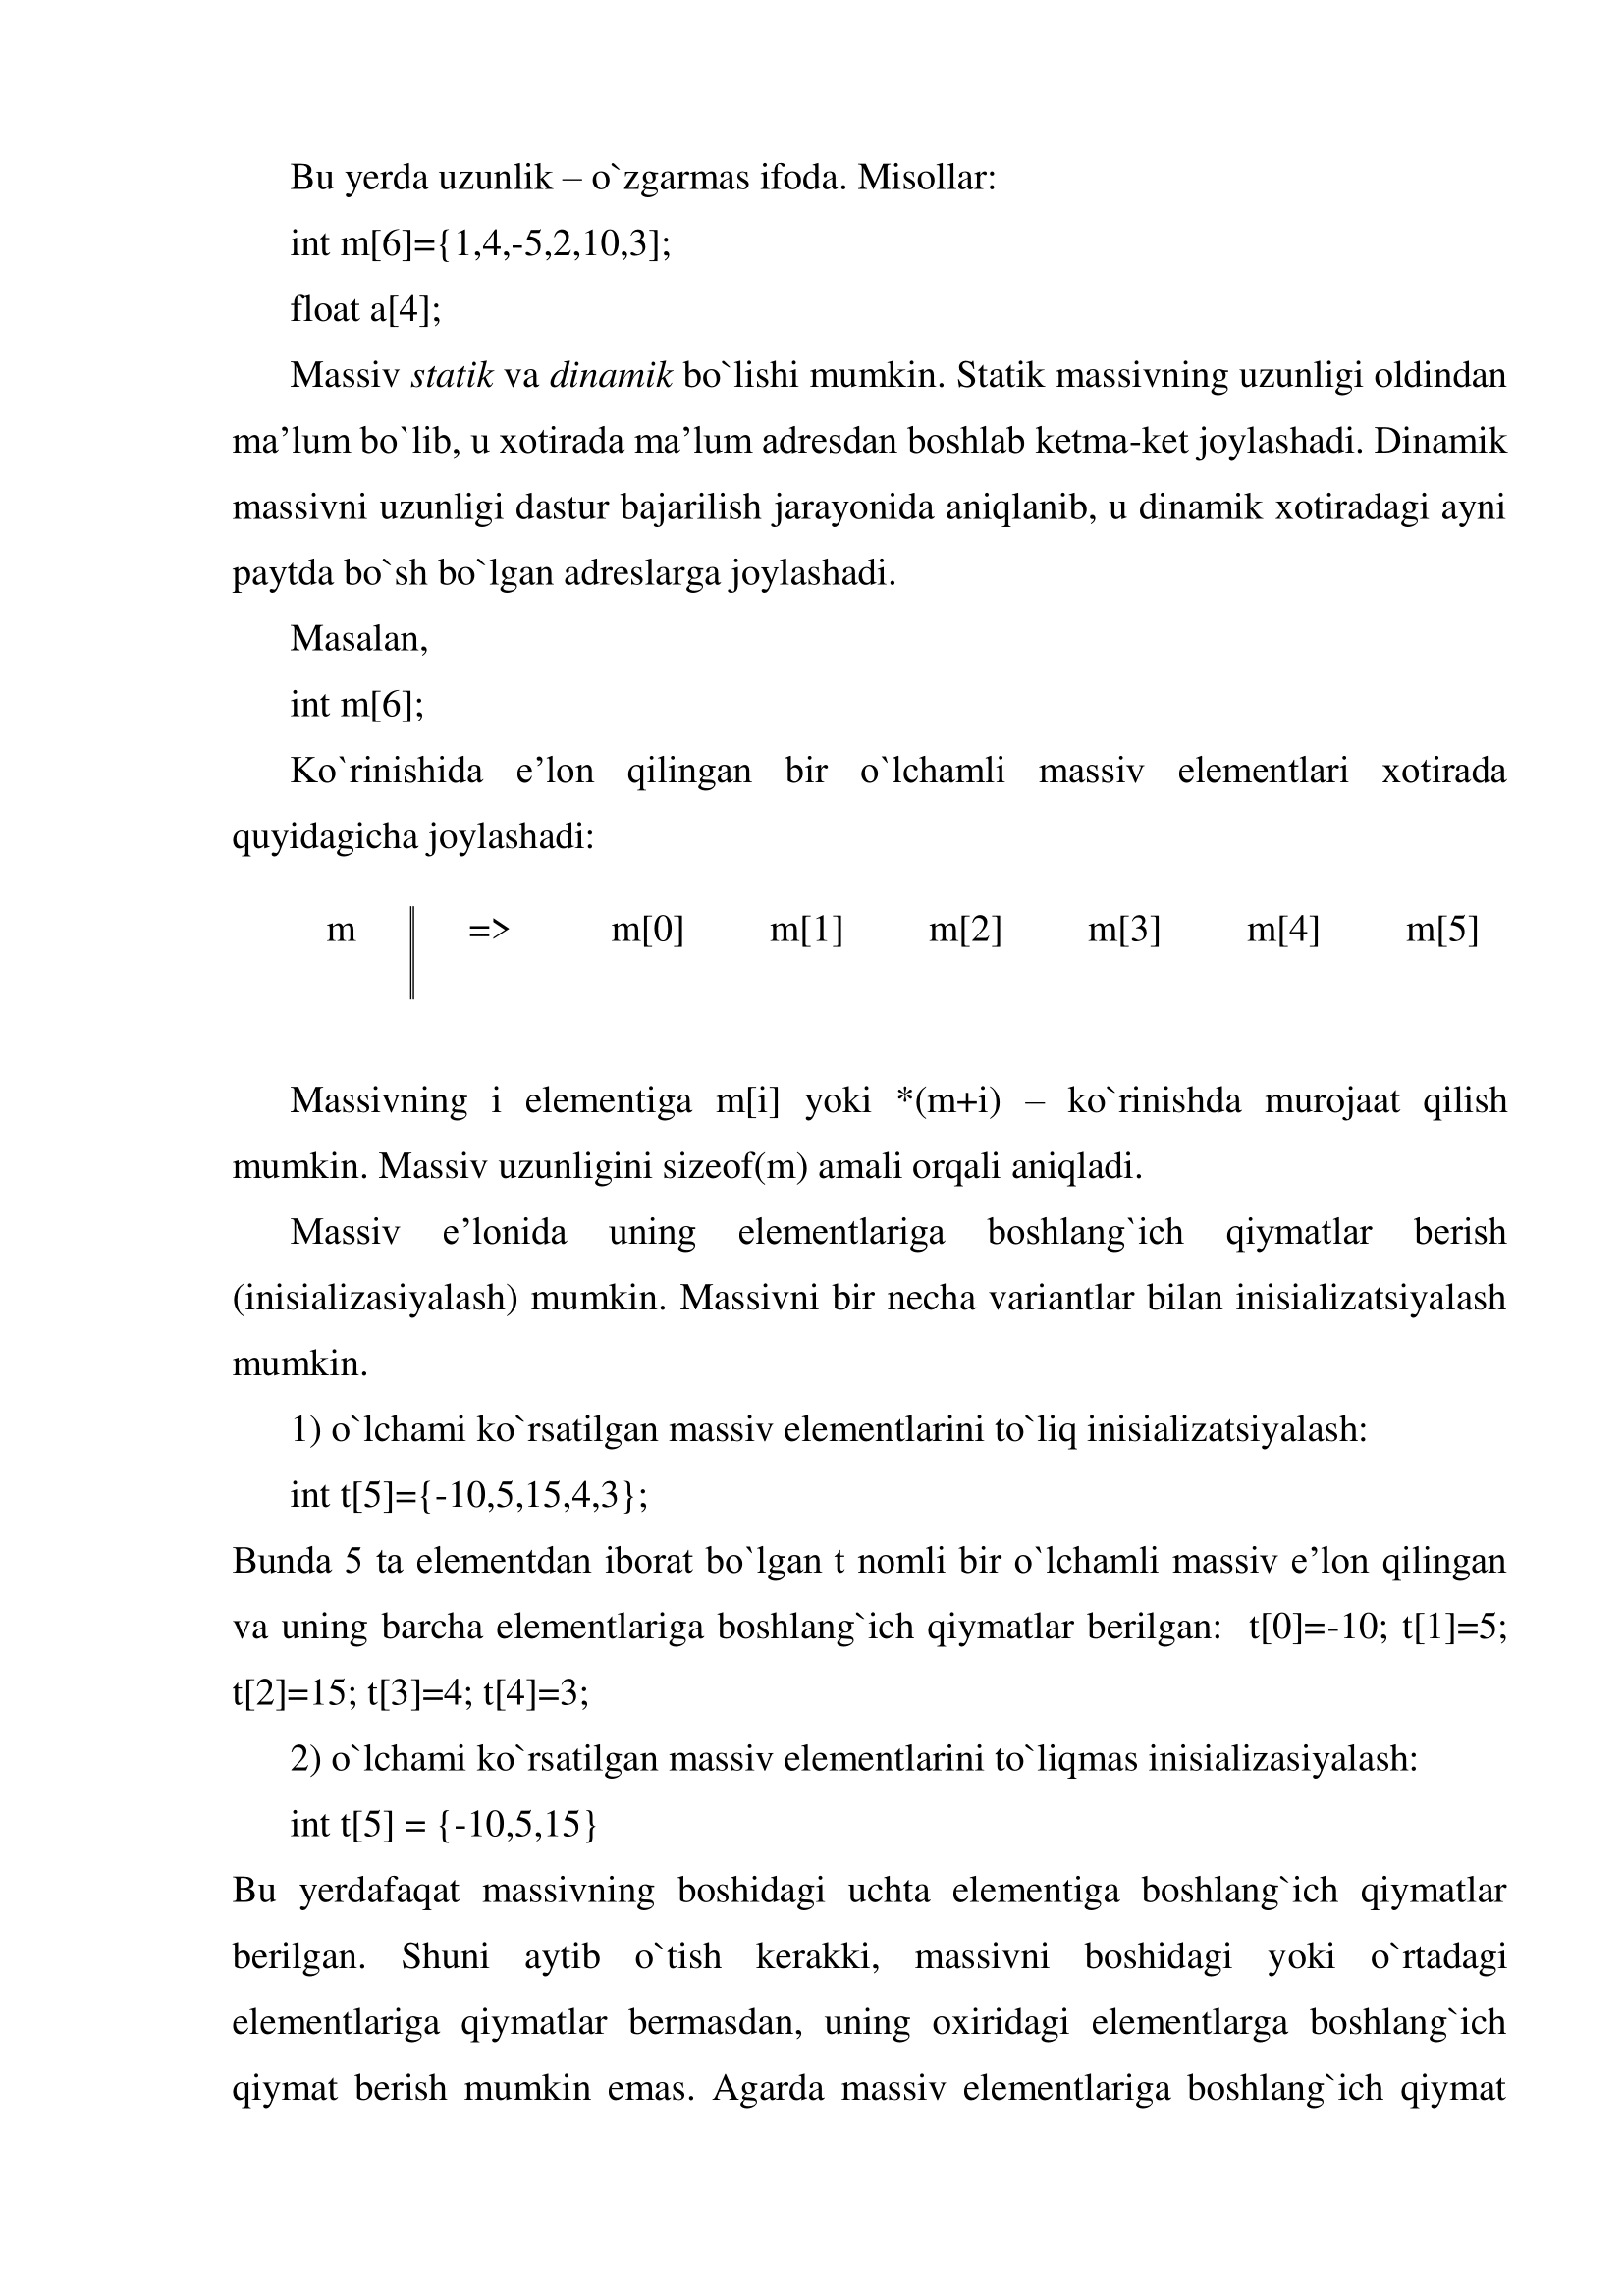 Bu yerda uzunlik – o`zgarmas ifoda. Misollar:
int m[6]={1,4,-5,2,10,3];
float a[4];
Massiv statik va dinamik bo`lishi mumkin. Statik massivning uzunligi oldindan
ma’lum bo`lib, u xotirada ma’lum adresdan boshlab ketma-ket joylashadi. Dinamik
massivni uzunligi dastur bajarilish jarayonida aniqlanib, u dinamik xotiradagi ayni
paytda bo`sh bo`lgan adreslarga joylashadi.
Masalan,
int m[6];
Ko`rinishida e’lon qilingan bir o`lchamli massiv elementlari xotirada
quyidagicha joylashadi:
m => m[0] m[1] m[2] m[3] m[4] m[5]
Massivning i elementiga m[i] yoki *(m+i) – ko`rinishda murojaat qilish
mumkin. Massiv uzunligini sizeof(m) amali orqali aniqladi.
Massiv e’lonida uning elementlariga boshlang`ich qiymatlar berish
(inisializasiyalash) mumkin. Massivni bir necha variantlar bilan inisializatsiyalash
mumkin.
1) o`lchami ko`rsatilgan massiv elementlarini to`liq inisializatsiyalash:
int t[5]={-10,5,15,4,3};
Bunda 5 ta elementdan iborat bo`lgan t nomli bir o`lchamli massiv e’lon qilingan
va uning barcha elementlariga boshlang`ich qiymatlar berilgan: t[0]=-10; t[1]=5;
t[2]=15; t[3]=4; t[4]=3;
2) o`lchami ko`rsatilgan massiv elementlarini to`liqmas inisializasiyalash:
int t[5] = {-10,5,15}
Bu yerdafaqat massivning boshidagi uchta elementiga boshlang`ich qiymatlar
berilgan. Shuni aytib o`tish kerakki, massivni boshidagi yoki o`rtadagi
elementlariga qiymatlar bermasdan, uning oxiridagi elementlarga boshlang`ich
qiymat berish mumkin emas. Agarda massiv elementlariga boshlang`ich qiymat